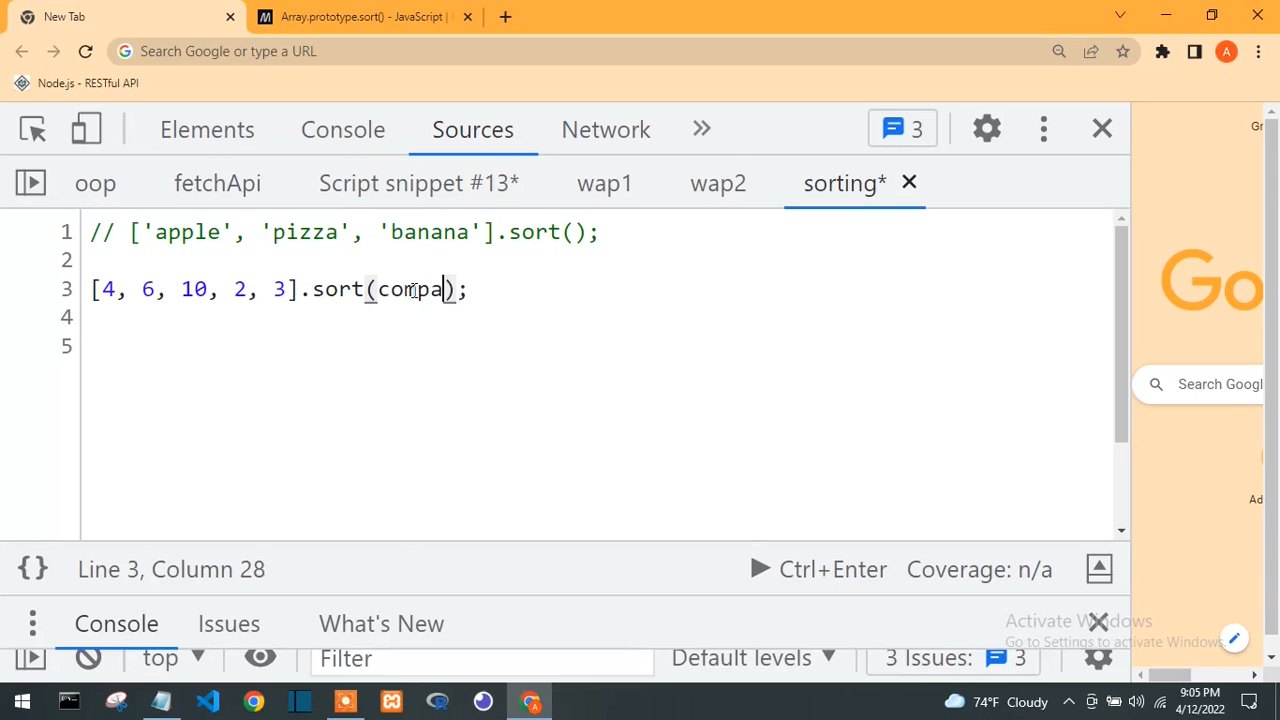 New Tab
Array.prototype.sort() - JavaScript |
Search Google or type a URL
Node.js - RESTful API
Elements Console Sources Network 3
oop fetchApi Script snippet #13* wap1 wap2 sorting*
1 // ['apple', 'pizza', 'banana'].sort();
2
3 [4, 6, 10, 2, 3].sort(compa);
4
5
{} Line 3, Column 28 Ctrl+Enter Coverage: n/a
Console Issues What's New
top Filter Default levels 3 Issues: 3
Gr
Go
Search Googl
Ad
A
Activate Windows
Go to Settings to activate Windows.
74°F Cloudy
9:05 PM
4/12/2022